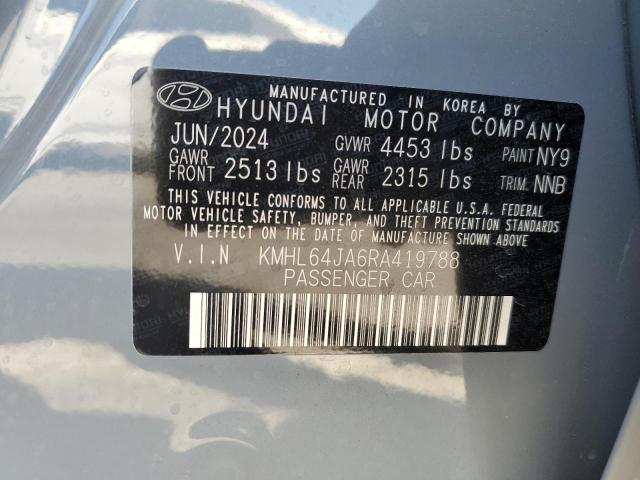 MANUFACTURED IN KOREA BY
HYUNDAI MOTOR COMPANY
JUN/2024 GVWR 4453 lbs PAINT NY9
GAWR FRONT 2513 lbs GAWR REAR 2315 lbs TRIM. NNB
THIS VEHICLE CONFORMS TO ALL APPLICABLE U.S.A. FEDERAL
MOTOR VEHICLE SAFETY, BUMPER, AND THEFT PREVENTION STANDARDS
IN EFFECT ON THE DATE OF MANUFACTURE SHOWN ABOVE.
V.I.N KMHL64JA6RA419788
PASSENGER CAR